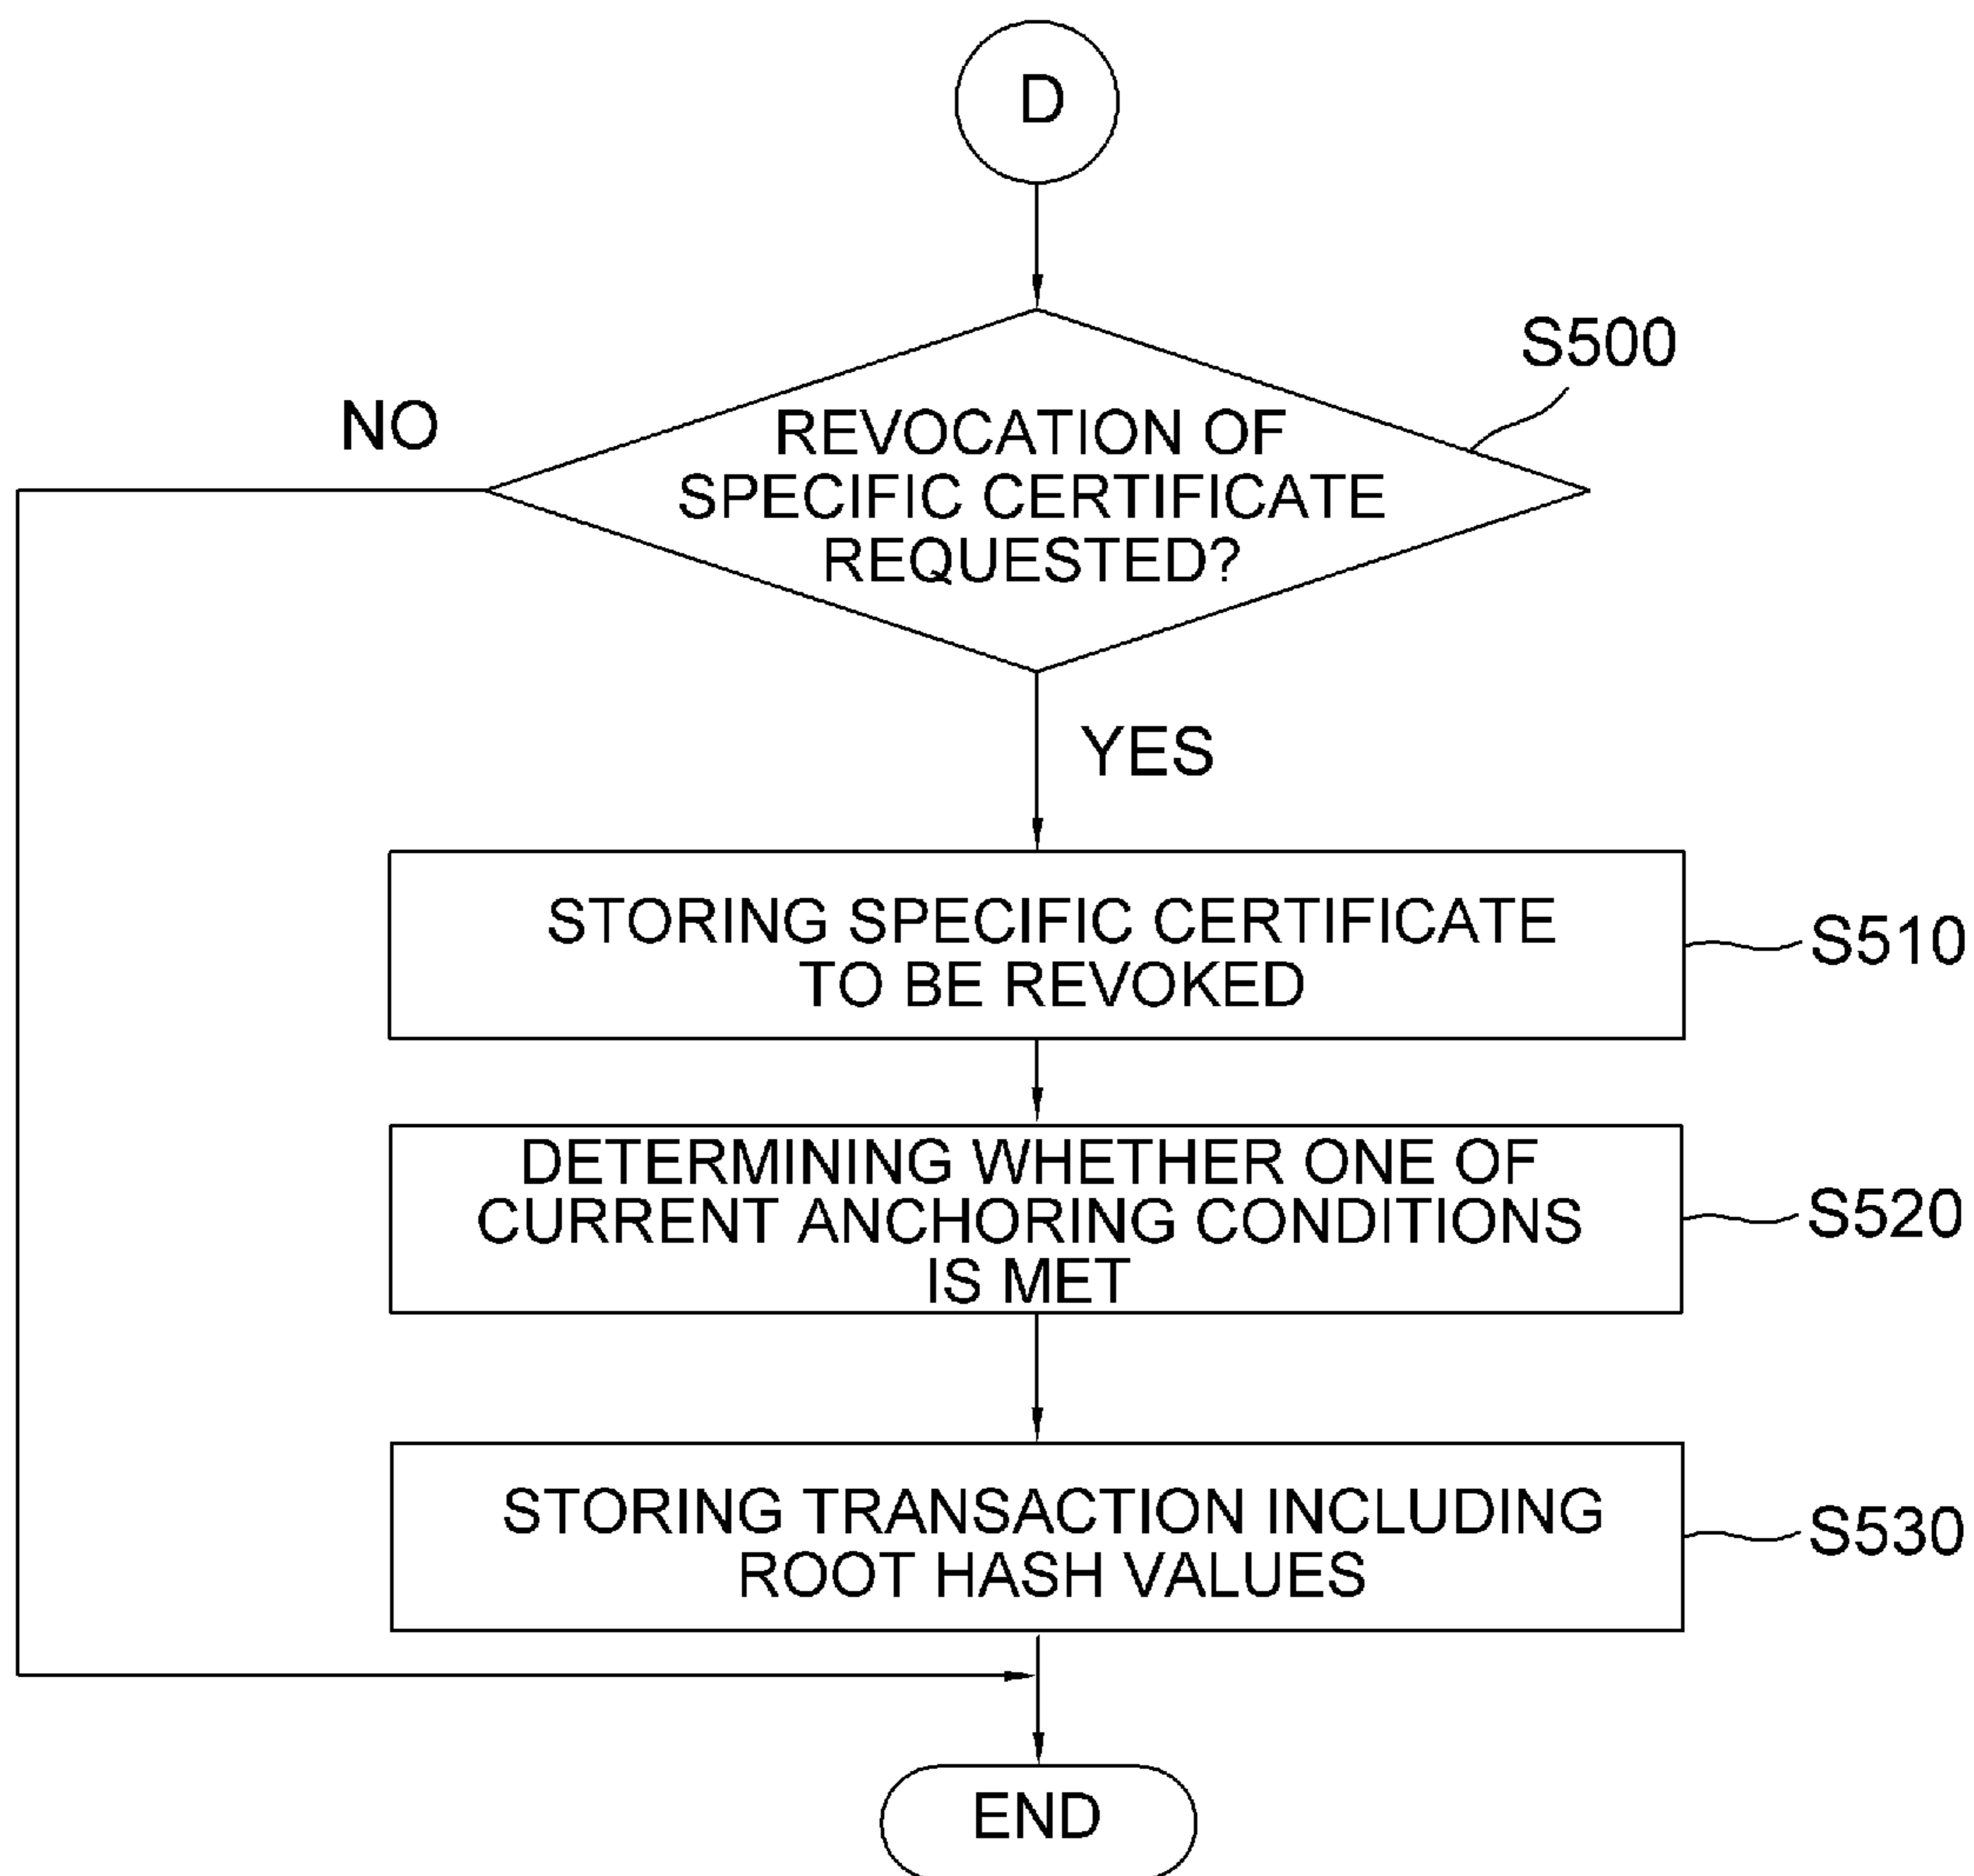 D
S500
NO
REVOCATION OF
SPECIFIC CERTIFICATE
REQUESTED?
YES
STORING SPECIFIC CERTIFICATE
TO BE REVOKED
S510
DETERMINING WHETHER ONE OF
CURRENT ANCHORING CONDITIONS
IS MET
S520
STORING TRANSACTION INCLUDING
ROOT HASH VALUES
S530
END